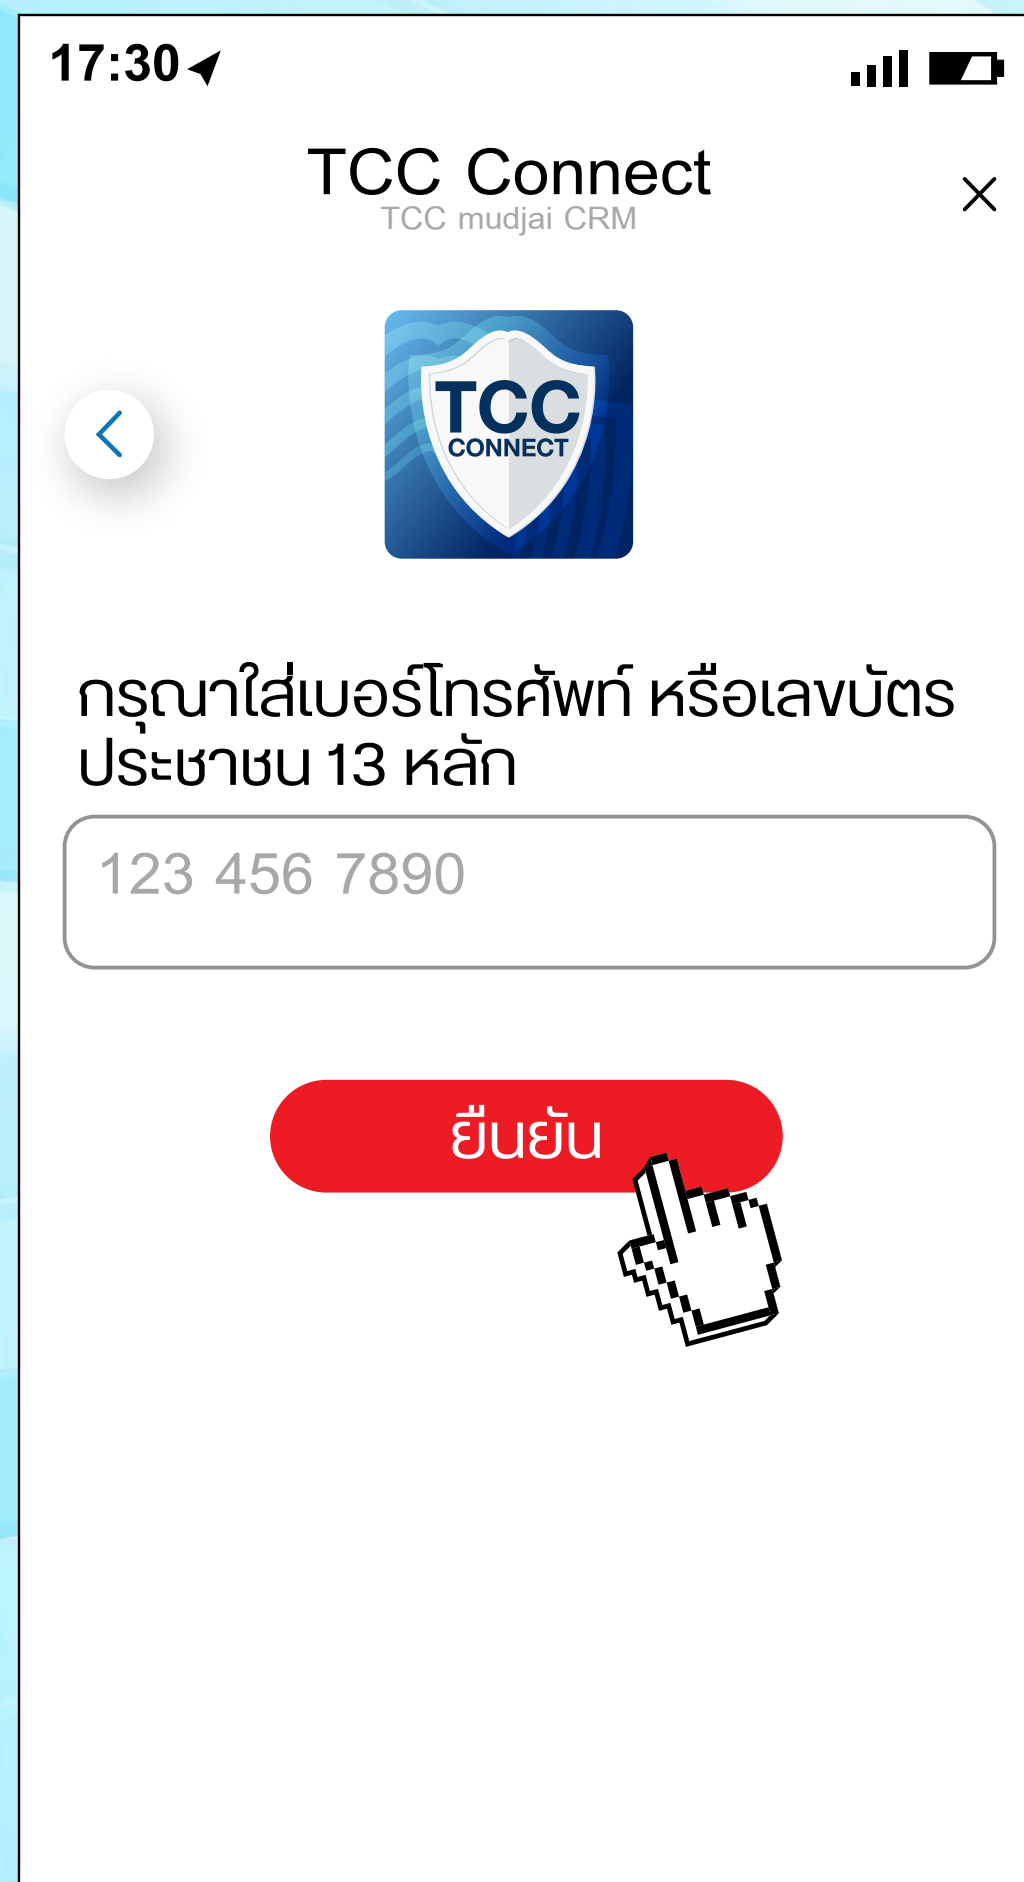 17:30
TCC Connect
TCC mudjai CRM
TCC
CONNECT
กรุณาใส่เบอร์โทรศัพท์ หรือเลขบัตร
ประชาชน 13 หลัก
123 456 7890
ยืนยัน